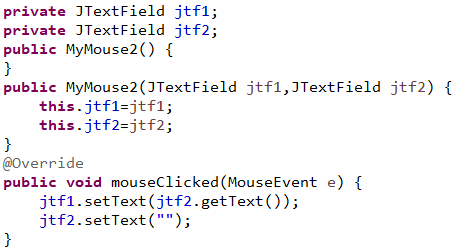 private JTextField jtf1;
private JTextField jtf2;
public MyMouse2() {
}
public MyMouse2(JTextField jtf1,JTextField jtf2) {
    this.jtf1=jtf1;
    this.jtf2=jtf2;
}
@Override
public void mouseClicked(MouseEvent e) {
    jtf1.setText(jtf2.getText());
    jtf2.setText("");
}